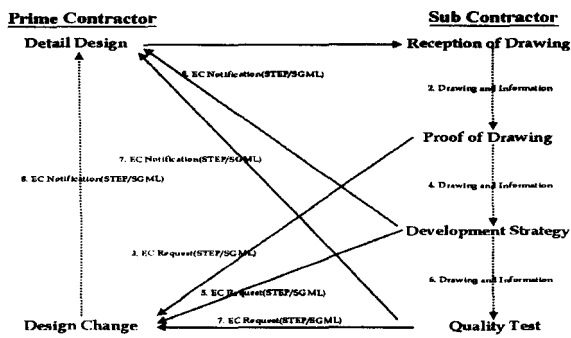 Prime Contractor
Sub Contractor
Detail Design
Reception of Drawing
EC Notification(STEP/SGML)
2. Drawing and Information
Proof of Drawing
7. EC Notification(STEP/SGML)
8. EC Notification(STEP/SGML)
4. Drawing and Information
Development Strategy
3. EC Request(STEP/SGML)
6. Drawing and Information
5. EC Request(STEP/SGML)
7. EC Request(STEP/SGML)
Design Change
Quality Test